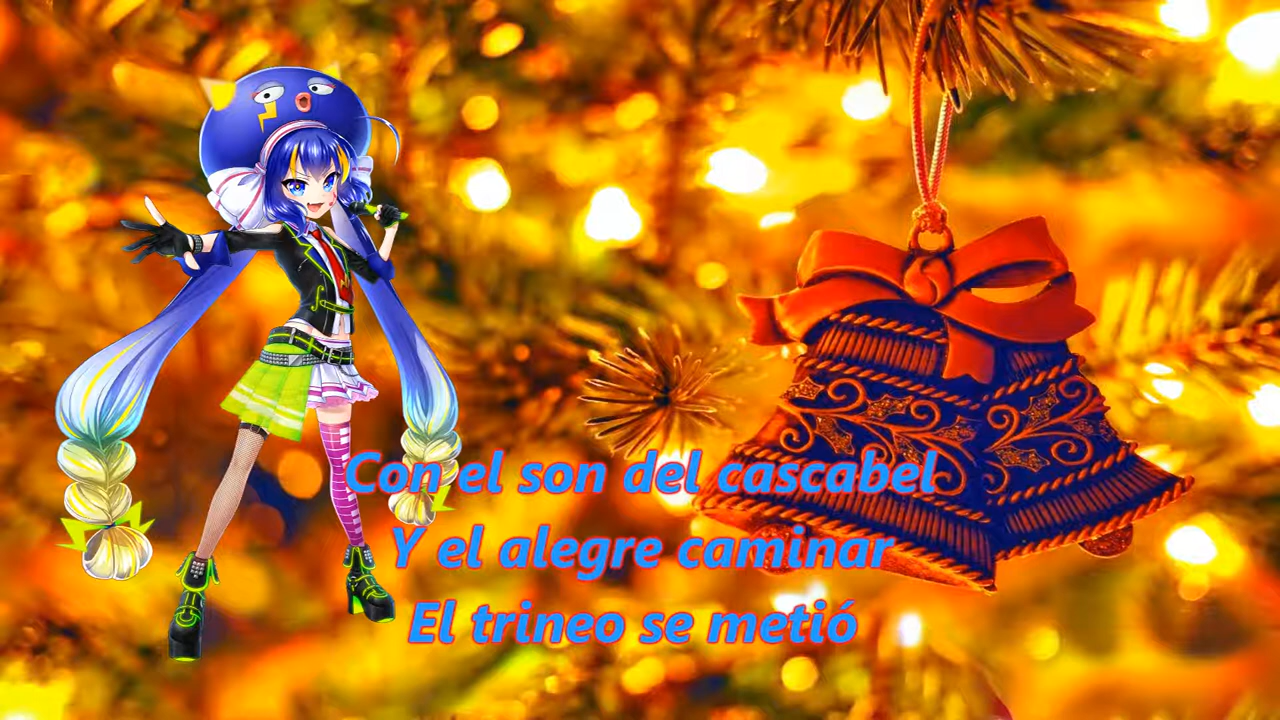 Con el son del cascabel
Y el alegre caminar
El trineo se metió